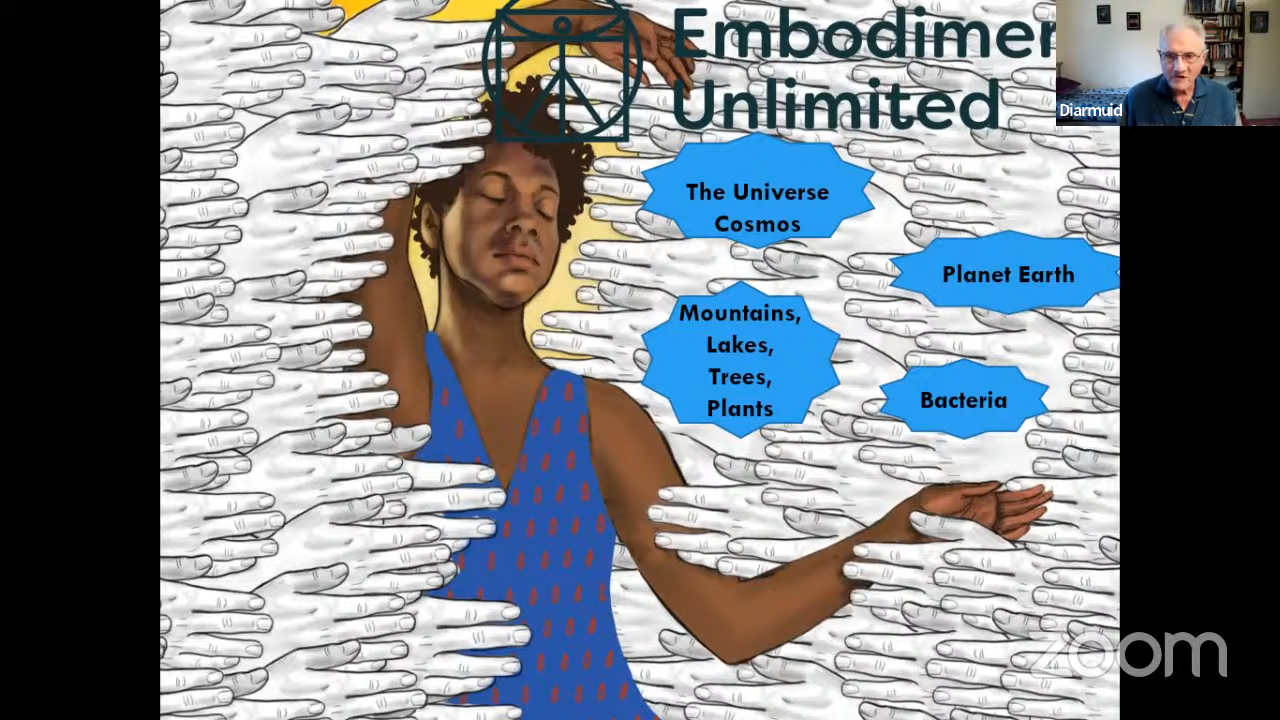 Embodimen
Unlimited
Diarmuid
The Universe
Cosmos
Planet Earth
Mountains,
Lakes,
Trees,
Plants
Bacteria
zoom